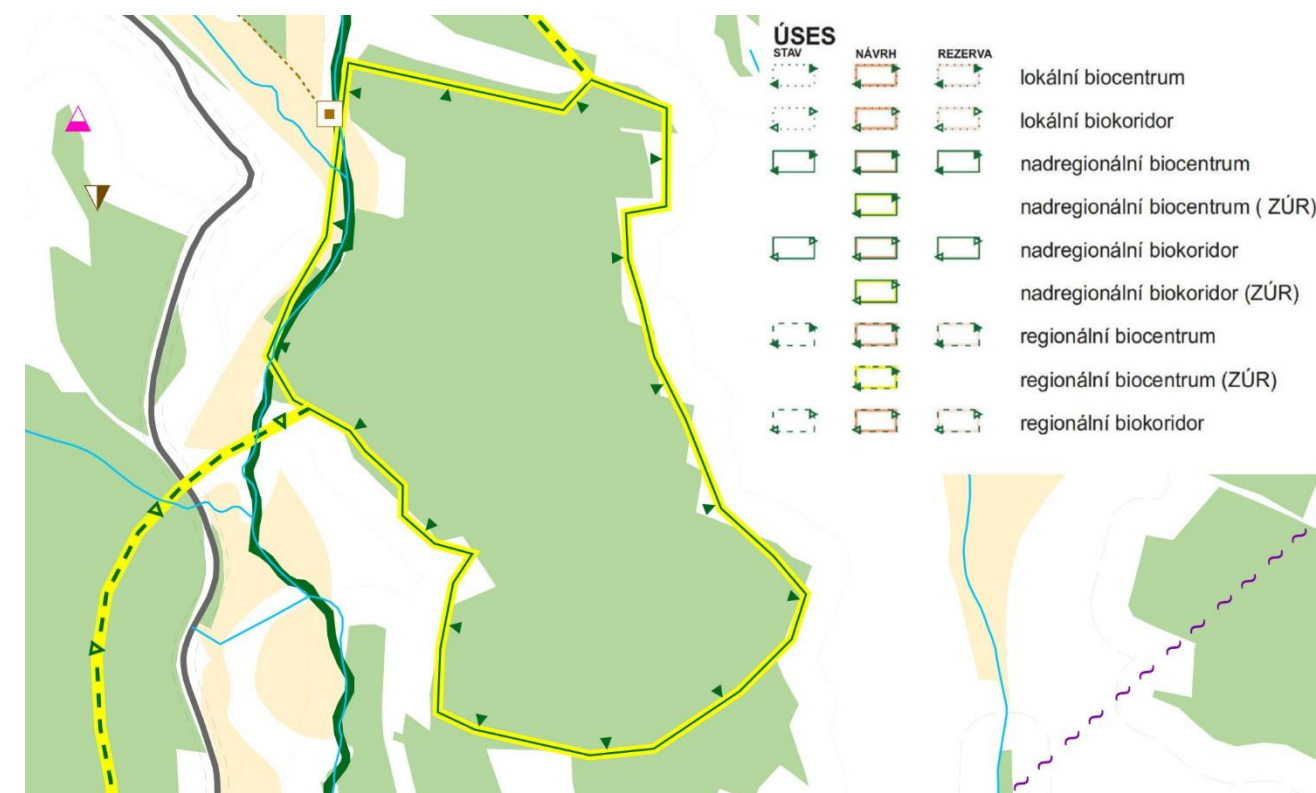 ÚSES
STAV NÁVRH REZERVA
lokální biocentrum
lokální biokoridor
nadregionální biocentrum
nadregionální biocentrum ( ZÚR)
nadregionální biokoridor
nadregionální biokoridor (ZÚR)
regionální biocentrum
regionální biocentrum (ZÚR)
regionální biokoridor